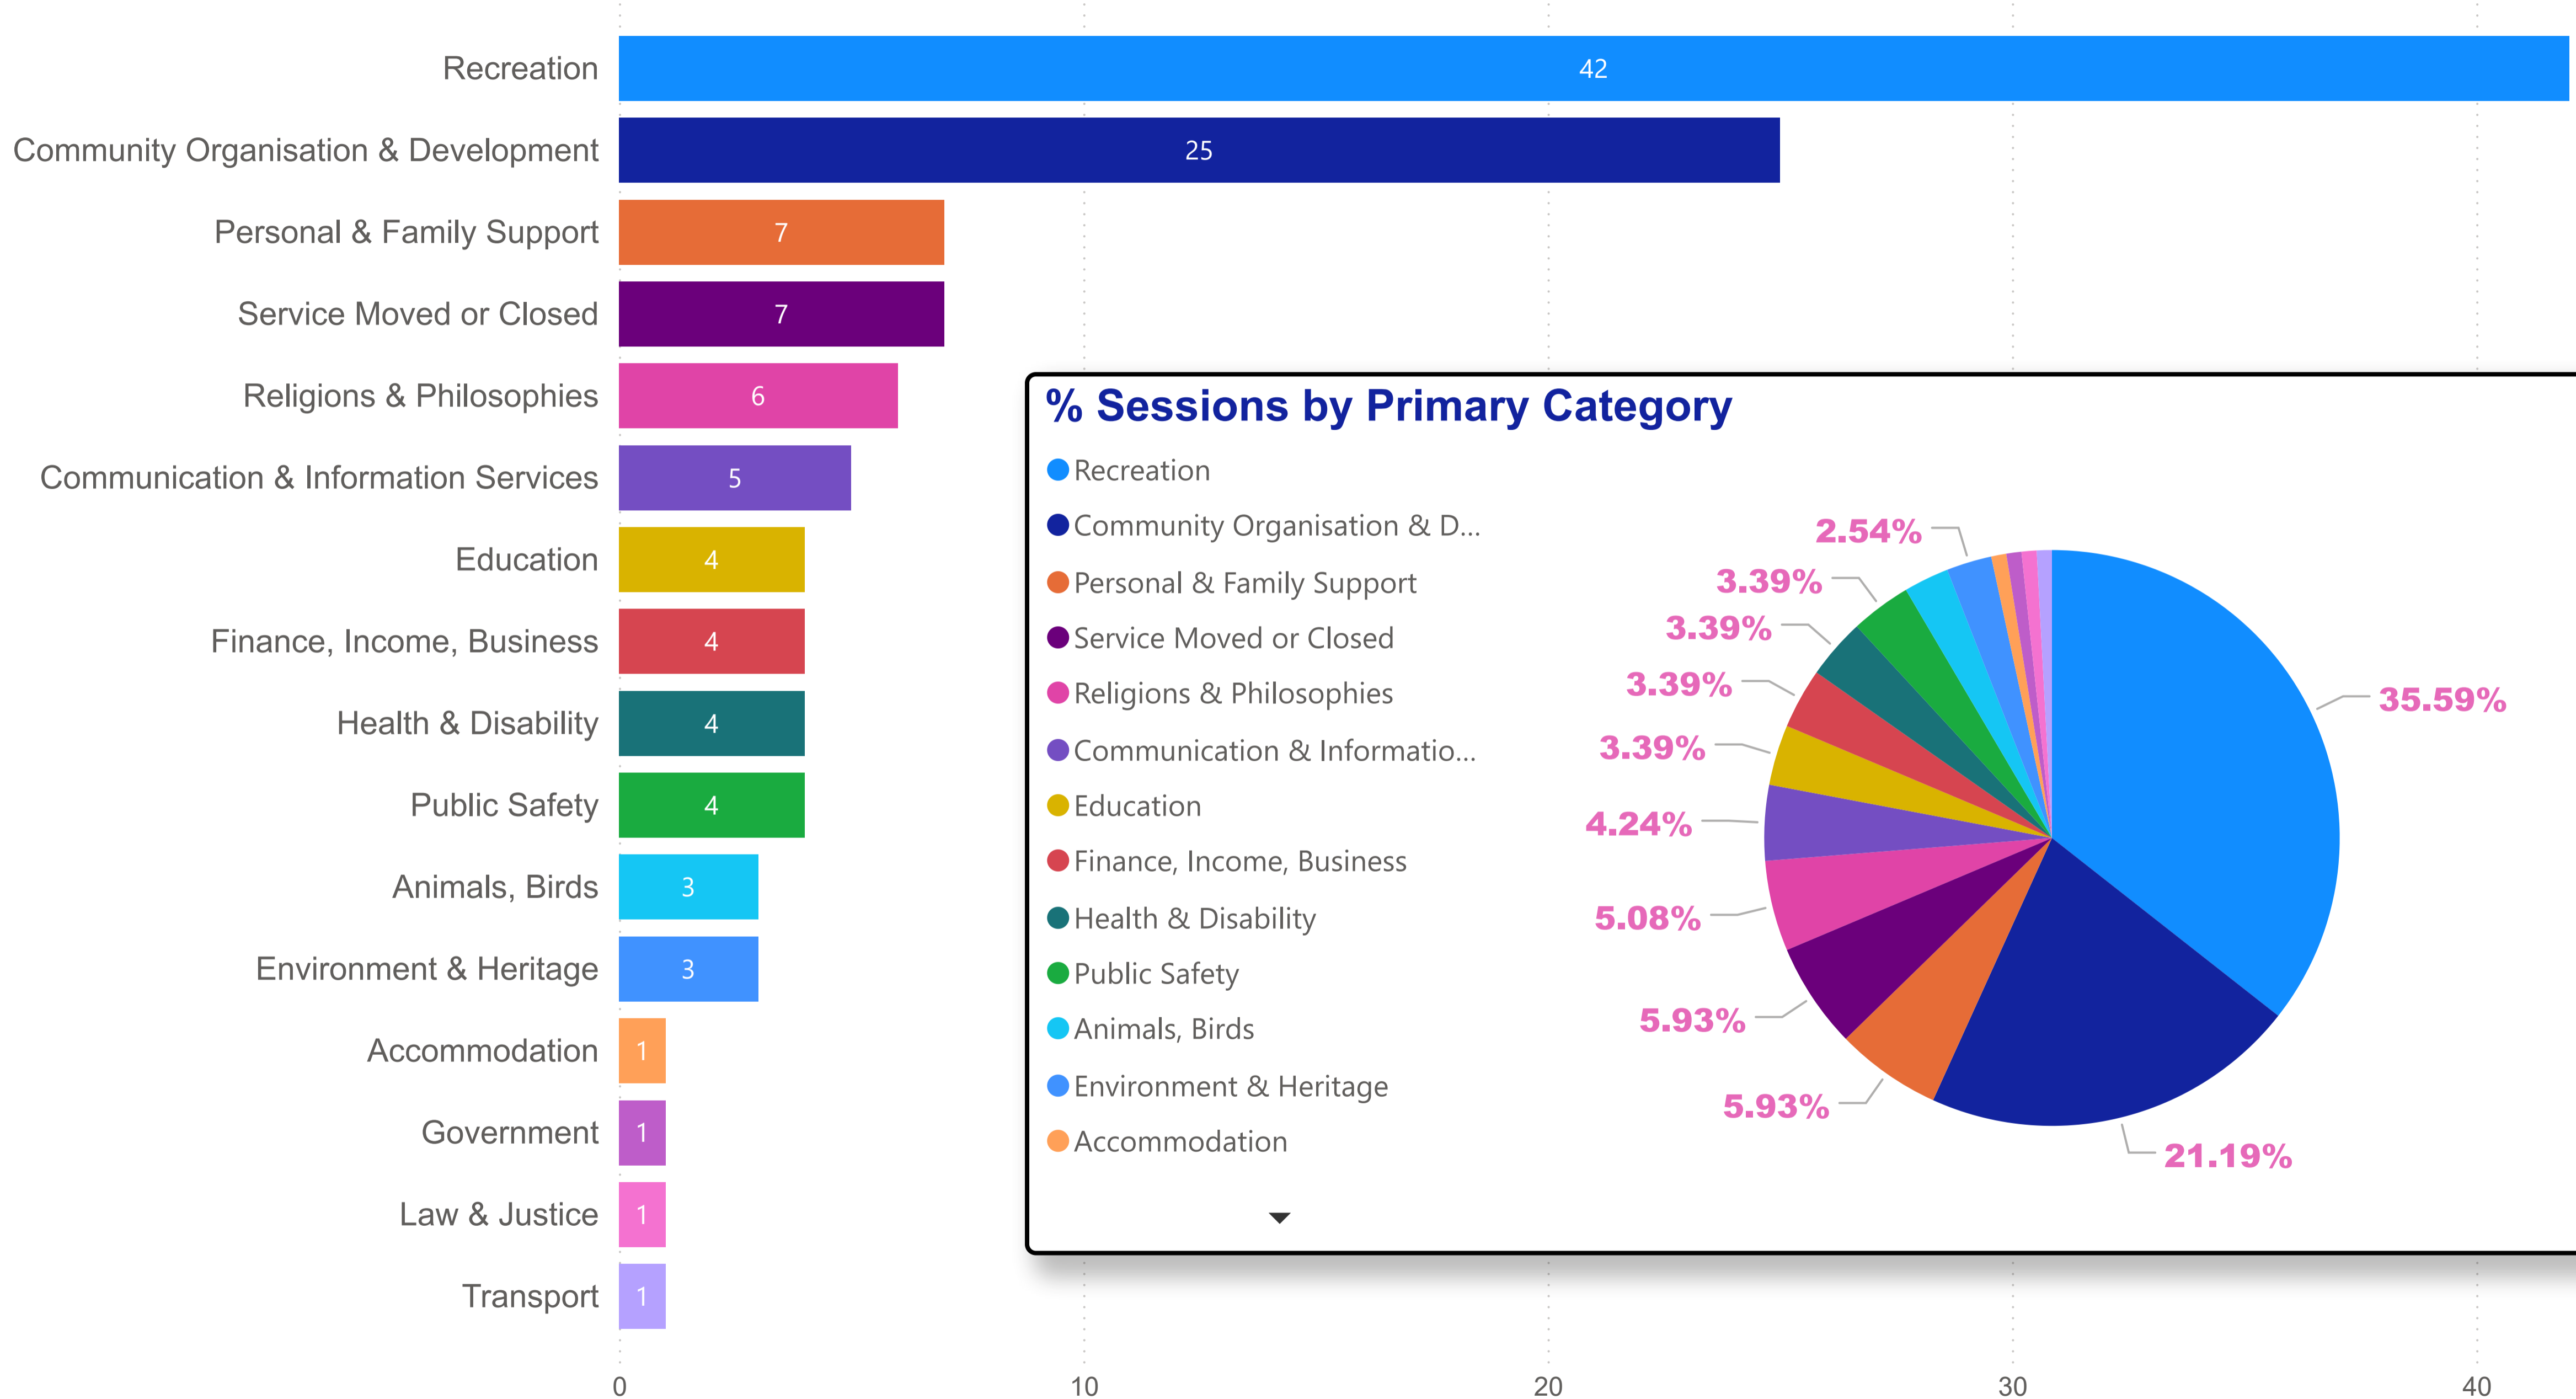 Recreation 42
Community Organisation & Development 25
Personal & Family Support 7
Service Moved or Closed 7
Religions & Philosophies 6
Communication & Information Services 5
Education 4
Finance, Income, Business 4
Health & Disability 4
Public Safety 4
Animals, Birds 3
Environment & Heritage 3
Accommodation 1
Government 1
Law & Justice 1
Transport 1
0 10 20 30 40
% Sessions by Primary Category
Recreation
Community Organisation & D...
Personal & Family Support
Service Moved or Closed
Religions & Philosophies
Communication & Informatio...
Education
Finance, Income, Business
Health & Disability
Public Safety
Animals, Birds
Environment & Heritage
Accommodation
35.59%
21.19%
5.93%
5.93%
5.08%
4.24%
3.39%
3.39%
3.39%
3.39%
2.54%